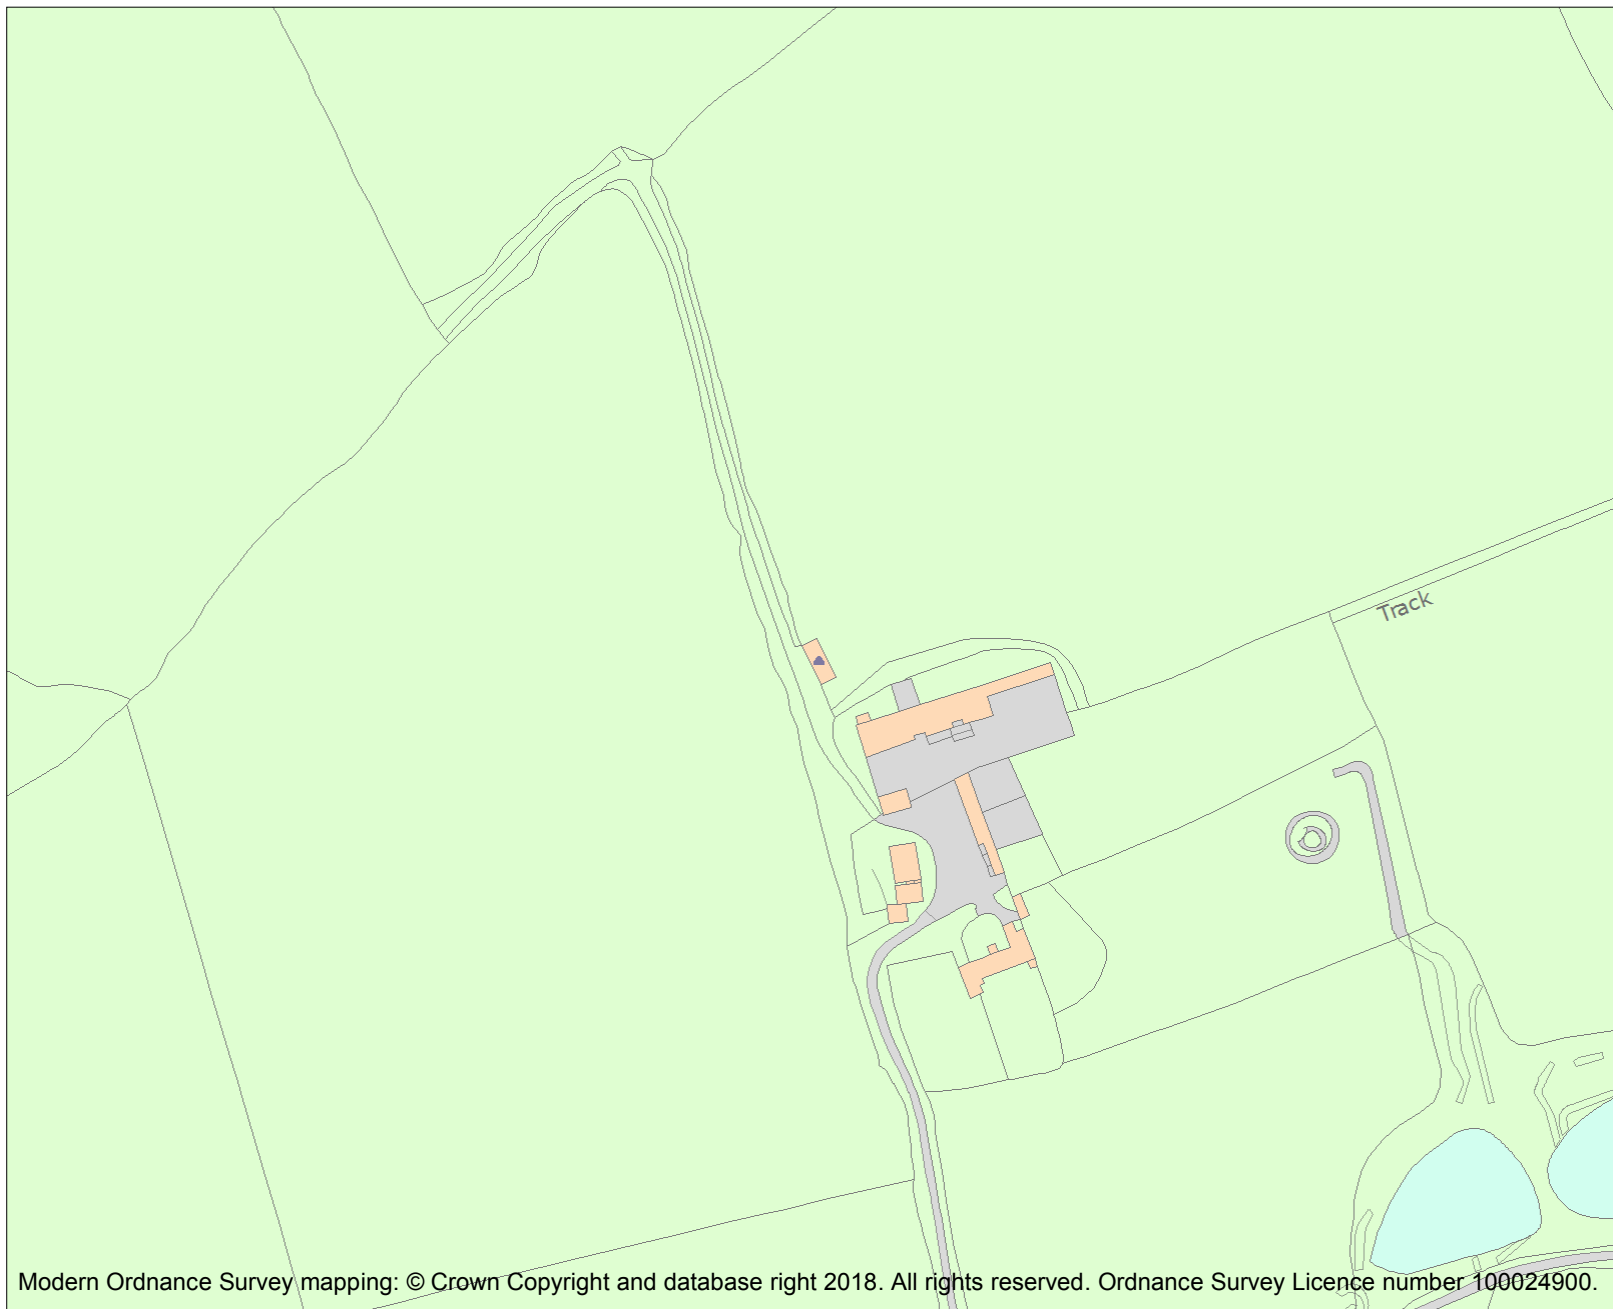 Track
Modern Ordnance Survey mapping: © Crown Copyright and database right 2018. All rights reserved. Ordnance Survey Licence number 100024900.